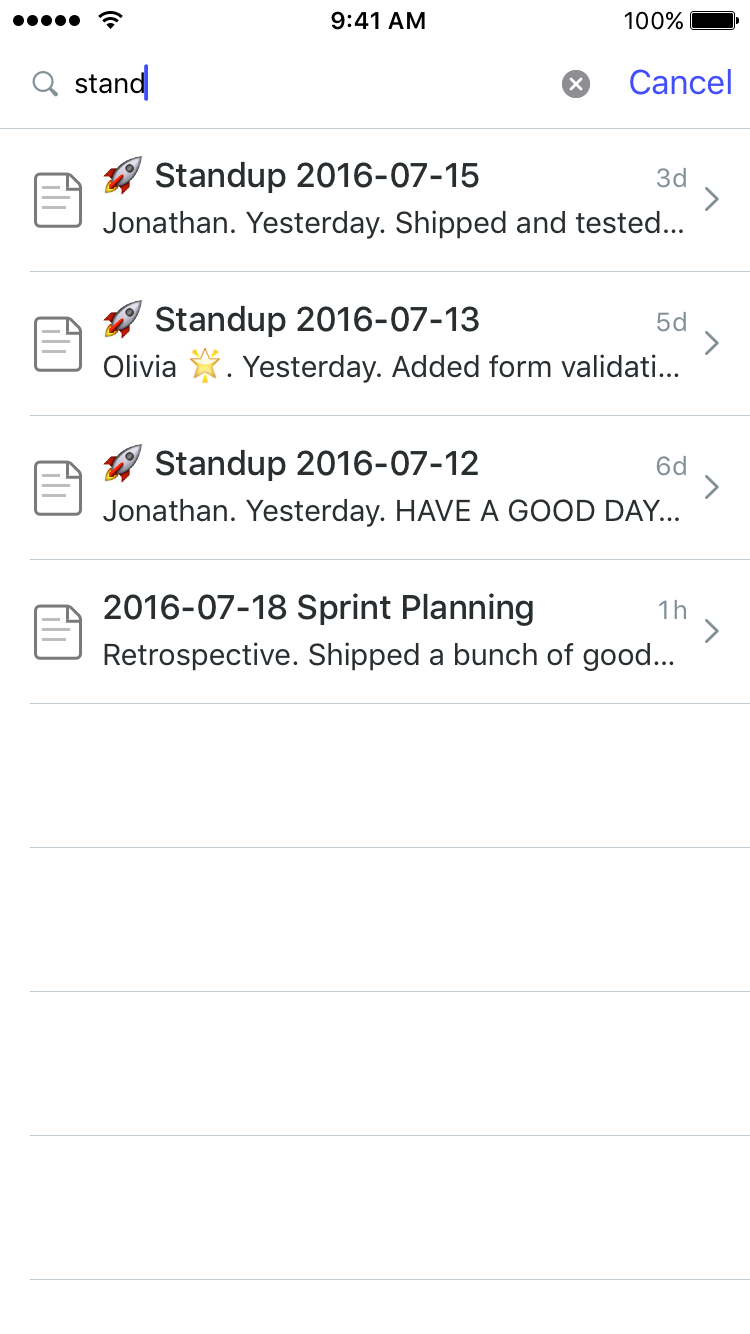 9:41 AM 100%
stand Cancel
🚀 Standup 2016-07-15 3d
Jonathan. Yesterday. Shipped and tested...
🚀 Standup 2016-07-13 5d
Olivia 🌟. Yesterday. Added form validati...
🚀 Standup 2016-07-12 6d
Jonathan. Yesterday. HAVE A GOOD DAY...
2016-07-18 Sprint Planning 1h
Retrospective. Shipped a bunch of good...